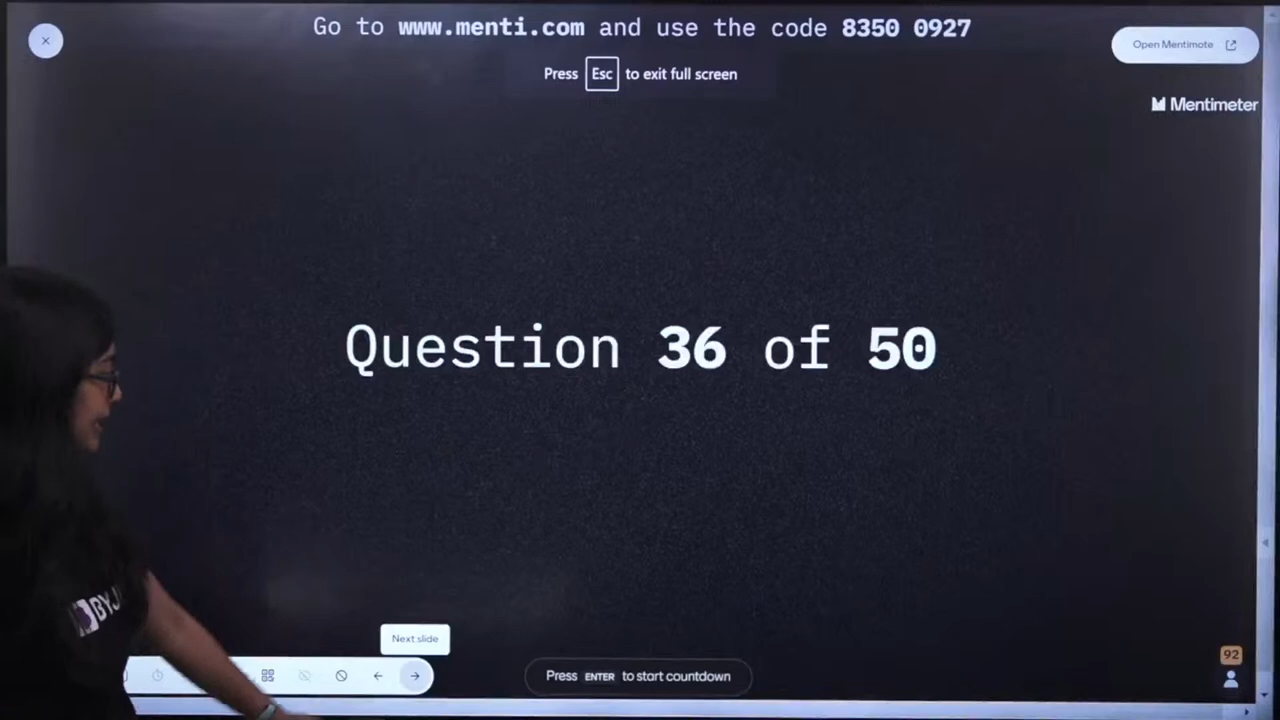 Go to www.menti.com and use the code 8350 0927
Open Mentimote
Press Esc to exit full screen
Mentimeter
Question 36 of 50
BYJ
Next slide
Press ENTER to start countdown
92